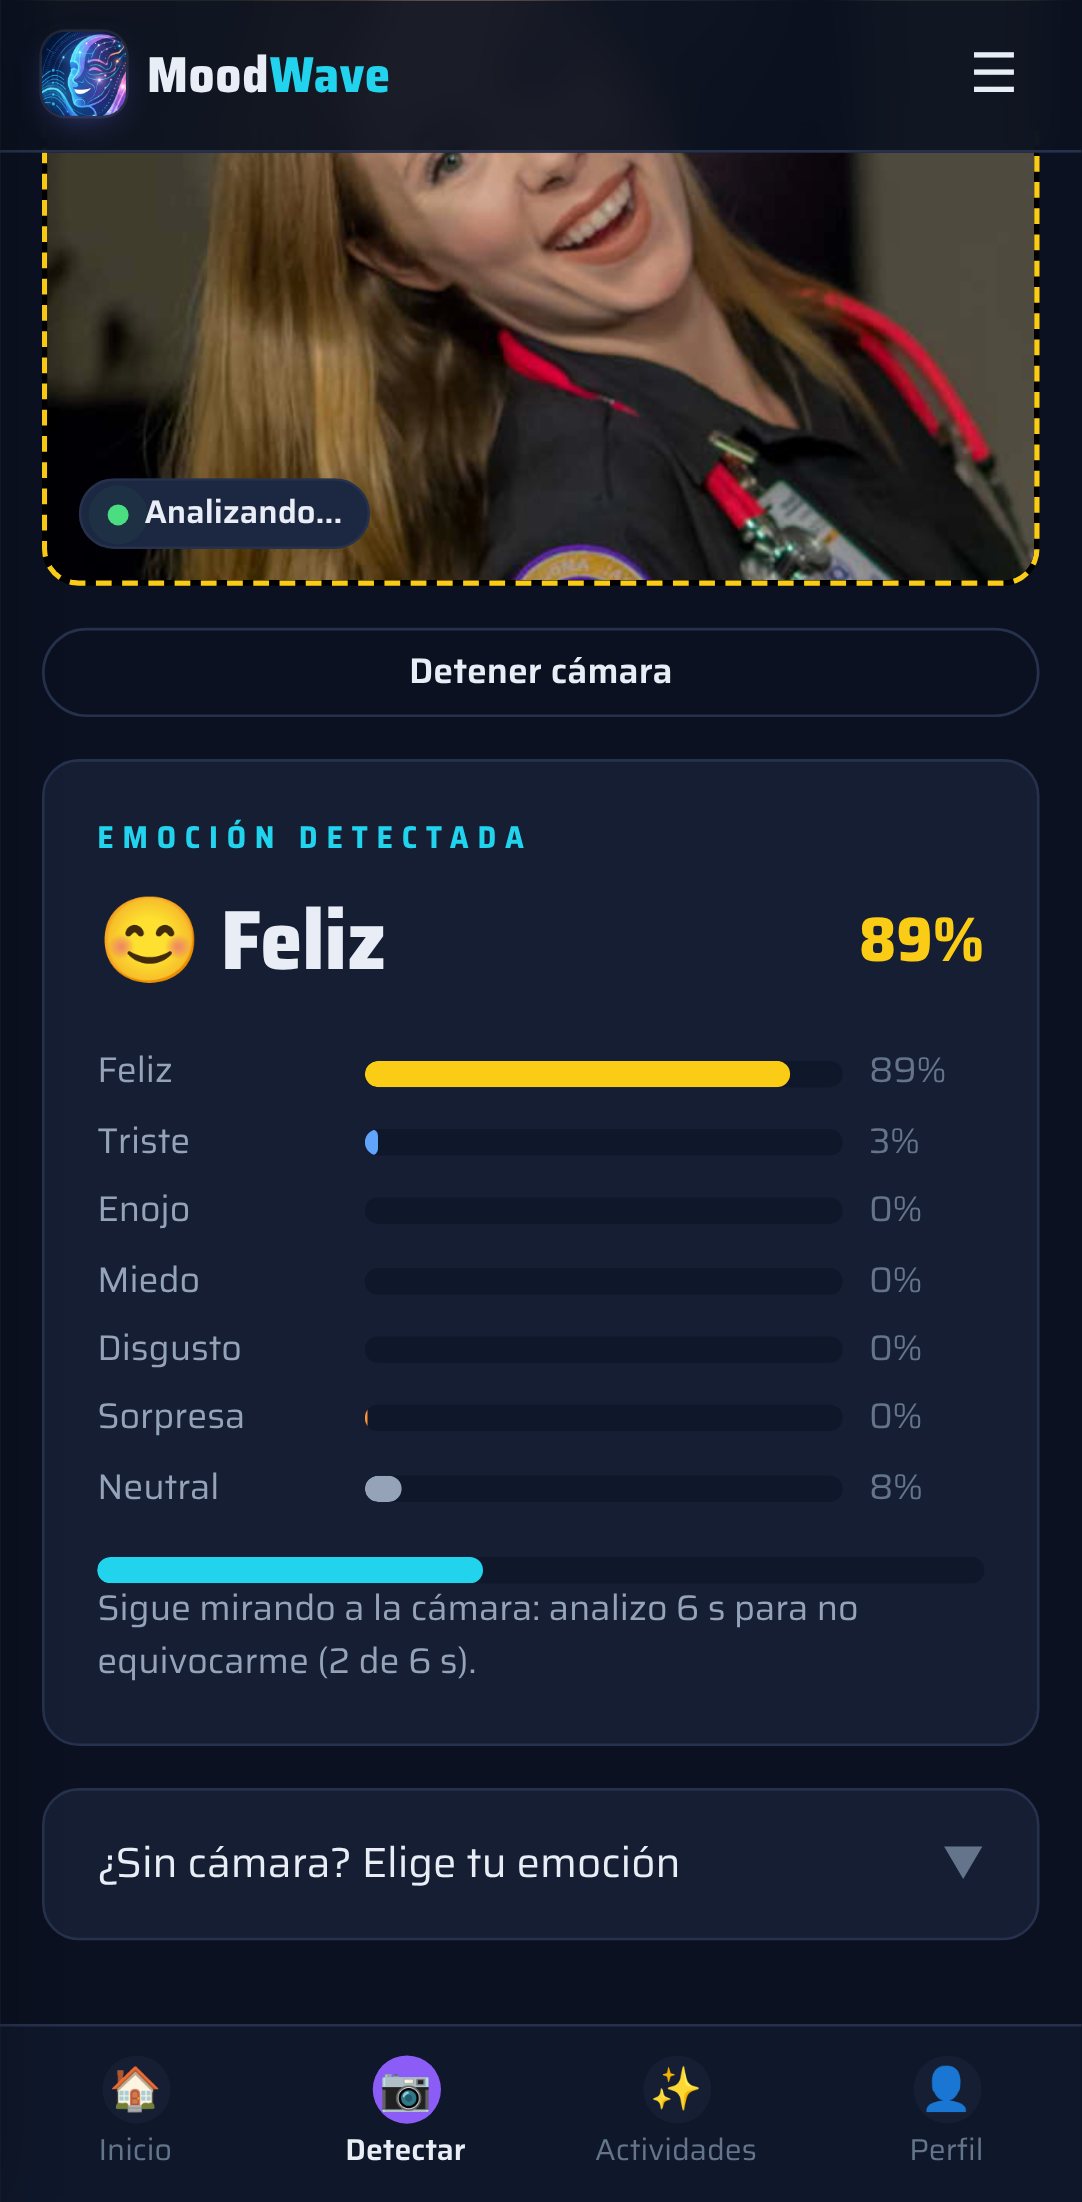 MoodWave
Analizando...
Detener cámara
EMOCIÓN DETECTADA
Feliz
89%
Feliz 89%
Triste 3%
Enojo 0%
Miedo 0%
Disgusto 0%
Sorpresa 0%
Neutral 8%
Sigue mirando a la cámara: analizo 6 s para no
equivocarme (2 de 6 s).
¿Sin cámara? Elige tu emoción
Inicio
Detectar
Actividades
Perfil